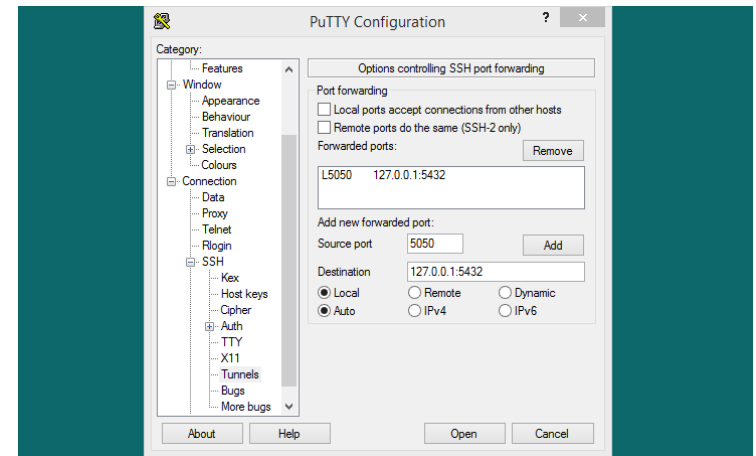 PuTTY Configuration
?
×
Category:
Features
Window
Appearance
Behaviour
Translation
Selection
Colours
Connection
Data
Proxy
Telnet
Rlogin
SSH
Kex
Host keys
Cipher
Auth
TTY
X11
Tunnels
Bugs
More bugs
Options controlling SSH port forwarding
Port forwarding
Local ports accept connections from other hosts
Remote ports do the same (SSH-2 only)
Forwarded ports:
Remove
L5050 127.0.0.1:5432
Add new forwarded port:
Source port 5050 Add
Destination 127.0.0.1:5432
Local Remote Dynamic
Auto IPv4 IPv6
About Help Open Cancel